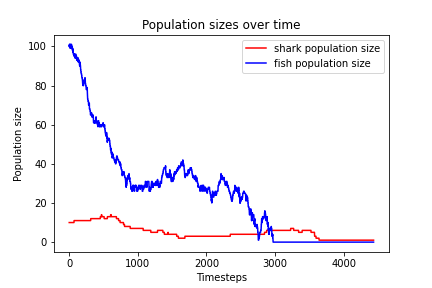 Population sizes over time
shark population size
fish population size
Population size
100
80
60
40
20
0
0
1000
2000
3000
4000
Timesteps